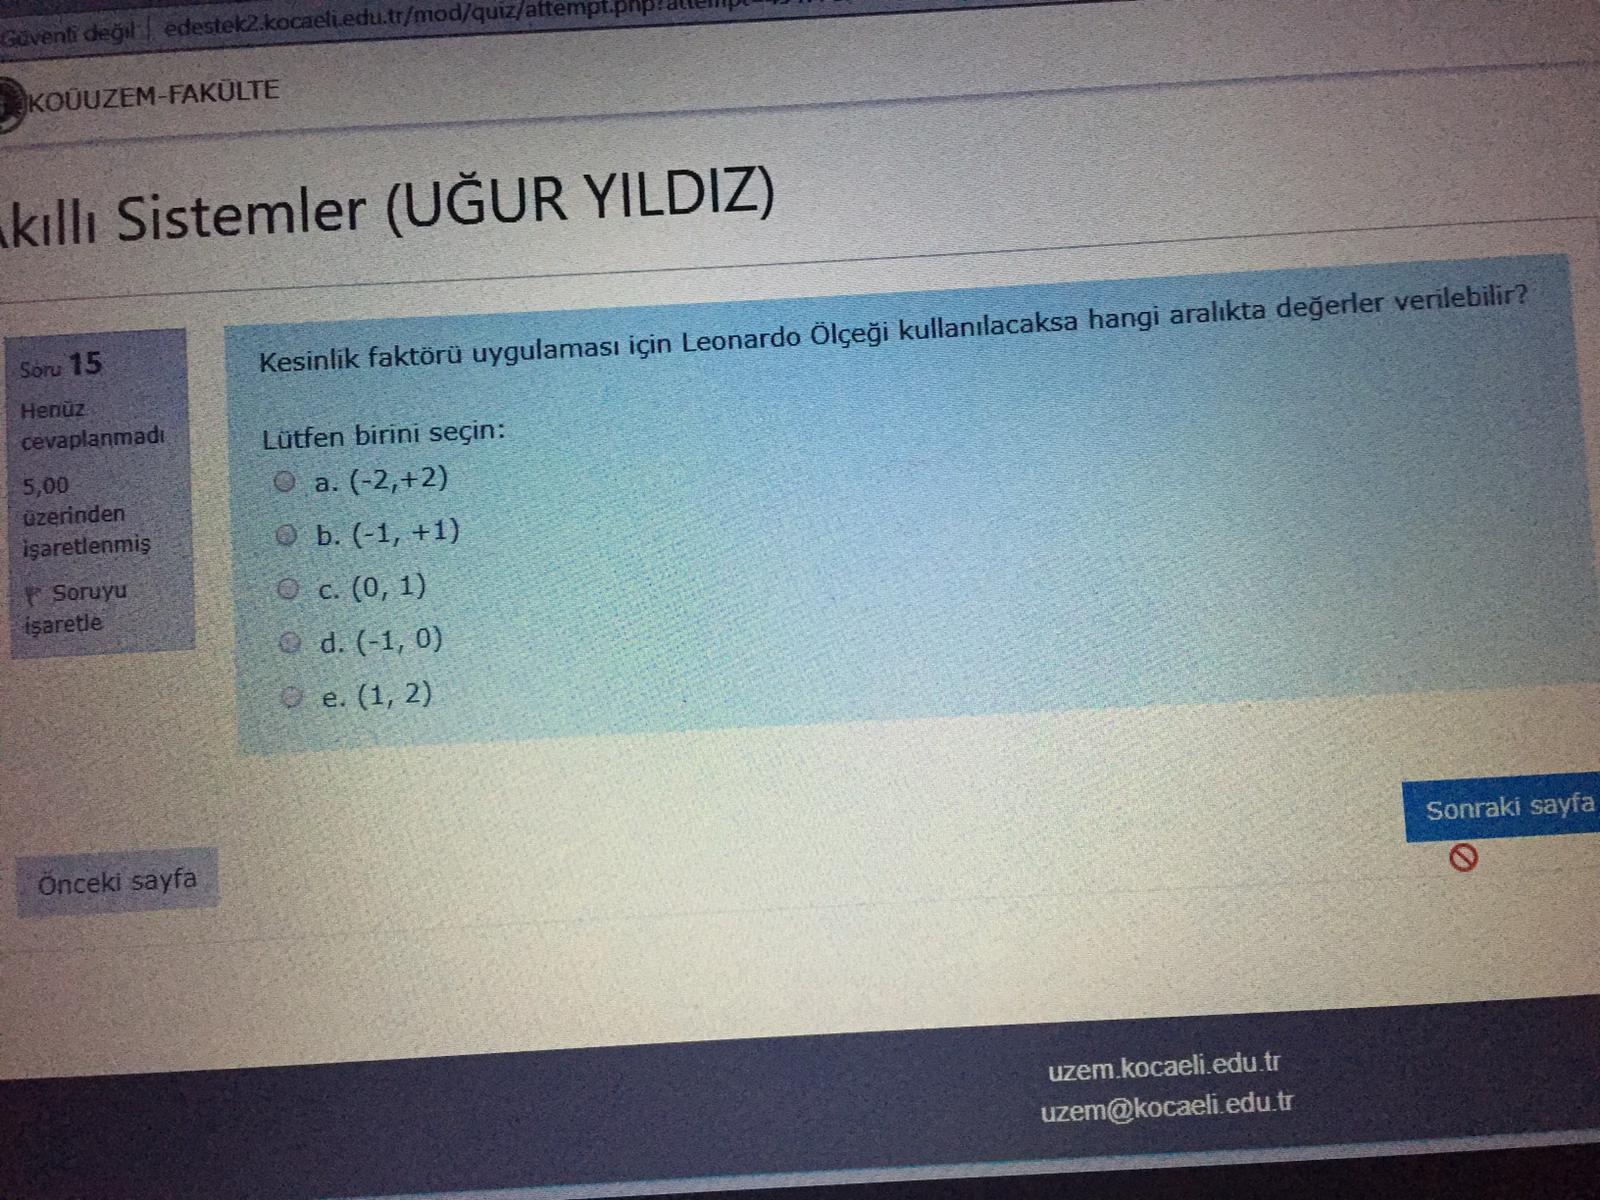 Güvenli değil | edestek2.kocaeli.edu.tr/mod/quiz/attempt.php?attempt
KOÜUZEM-FAKÜLTE
Akıllı Sistemler (UĞUR YILDIZ)
Soru 15
Henüz
cevaplanmadı
5,00
üzerinden
işaretlenmiş
Soruyu
işaretle
Kesinlik faktörü uygulaması için Leonardo Ölçeği kullanılacaksa hangi aralıkta değerler verilebilir?
Lütfen birini seçin:
a. (-2,+2)
b. (-1, +1)
c. (0, 1)
d. (-1, 0)
e. (1, 2)
Önceki sayfa
Sonraki sayfa
uzem.kocaeli.edu.tr
uzem@kocaeli.edu.tr